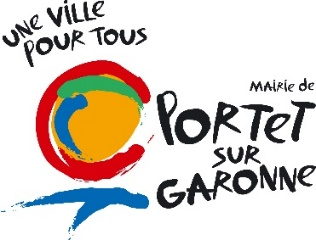 UNE VILLE
POUR TOUS
MAIRIE de
PORTET
SUR
GARONNE